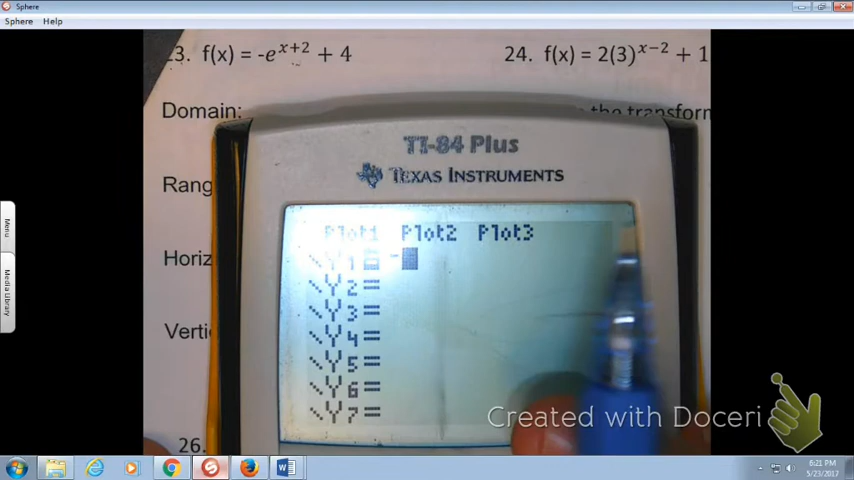 Sphere
Sphere Help
23. f(x) = -e^{x+2} + 4
24. f(x) = 2(3)^{x-2} + 1
Domain:
the transfor
Rang
Horiz
Verti
26.
TI-84 Plus
TEXAS INSTRUMENTS
Plot1 Plot2 Plot3
\Y1=-
\Y2=
\Y3=
\Y4=
\Y5=
\Y6=
\Y7=
Menu
Media Library
Created with Doceri
6:21 PM
5/23/2017